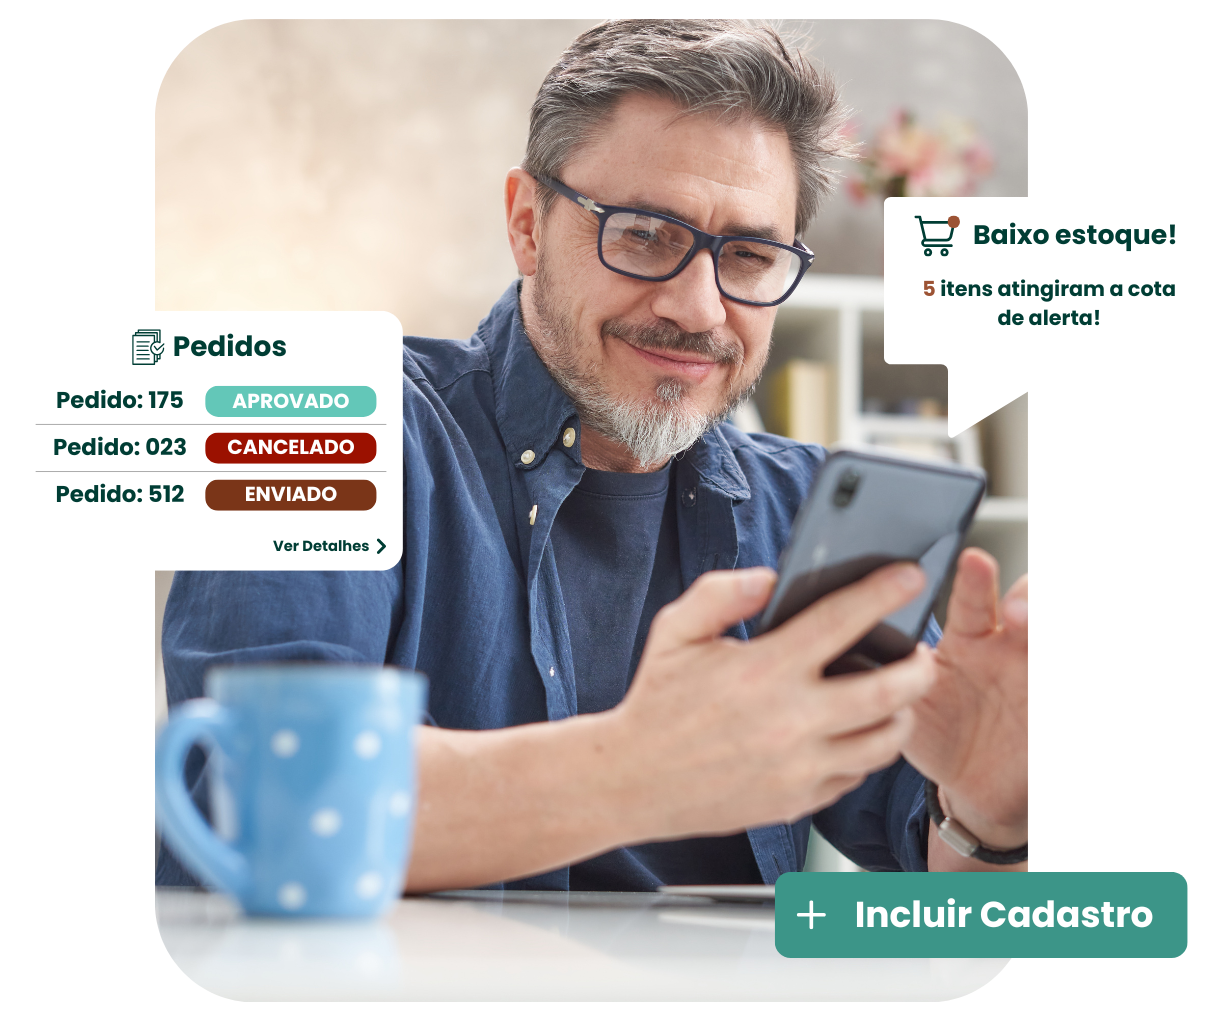 Baixo estoque!
5 itens atingiram a cota
de alerta!
Pedidos
Pedido: 175 APROVADO
Pedido: 023 CANCELADO
Pedido: 512 ENVIADO
Ver Detalhes
Incluir Cadastro